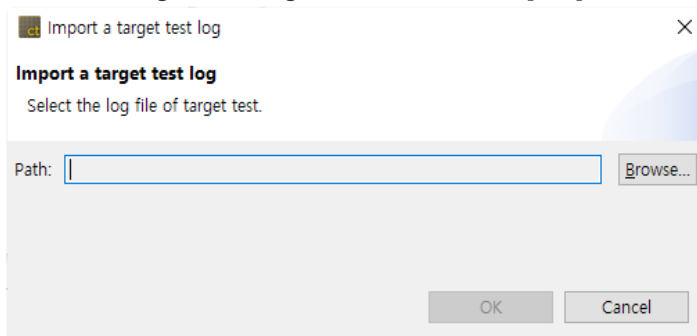 ct Import a target test log
Import a target test log
Select the log file of target test.
Path: Browse...
OK Cancel